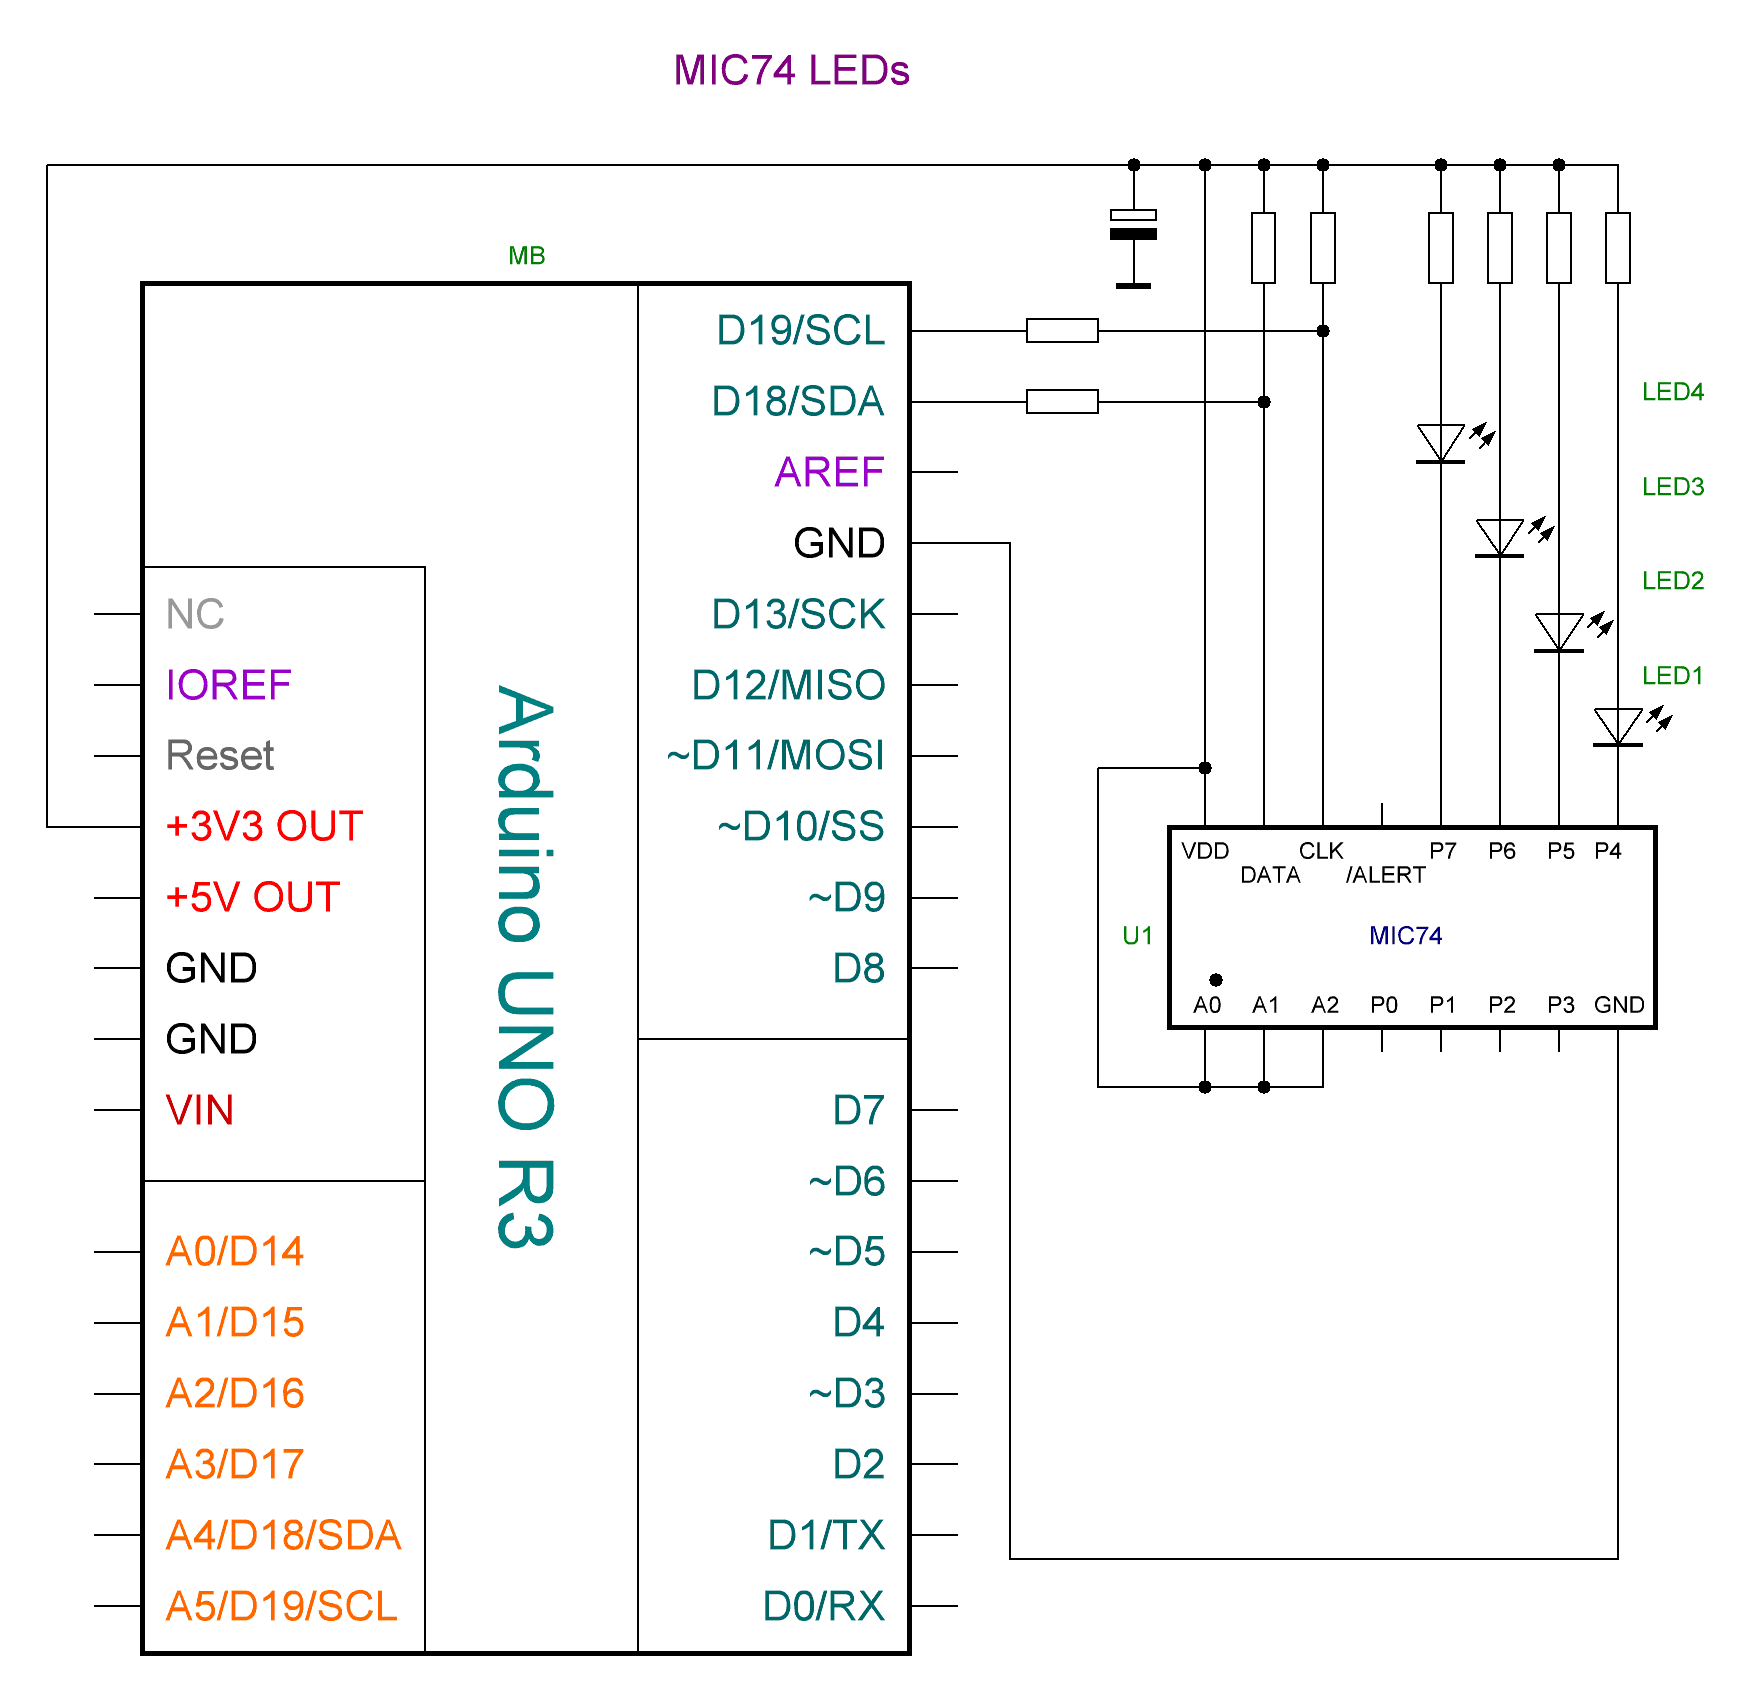 MIC74 LEDs
MB
D19/SCL
D18/SDA
AREF
GND
D13/SCK
D12/MISO
~D11/MOSI
~D10/SS
~D9
D8
D7
~D6
~D5
D4
~D3
D2
D1/TX
D0/RX
NC
IOREF
Reset
+3V3 OUT
+5V OUT
GND
GND
VIN
A0/D14
A1/D15
A2/D16
A3/D17
A4/D18/SDA
A5/D19/SCL
Arduino UNO R3
LED4
LED3
LED2
LED1
VDD CLK P7 P6 P5 P4
DATA /ALERT
U1
MIC74
A0 A1 A2 P0 P1 P2 P3 GND